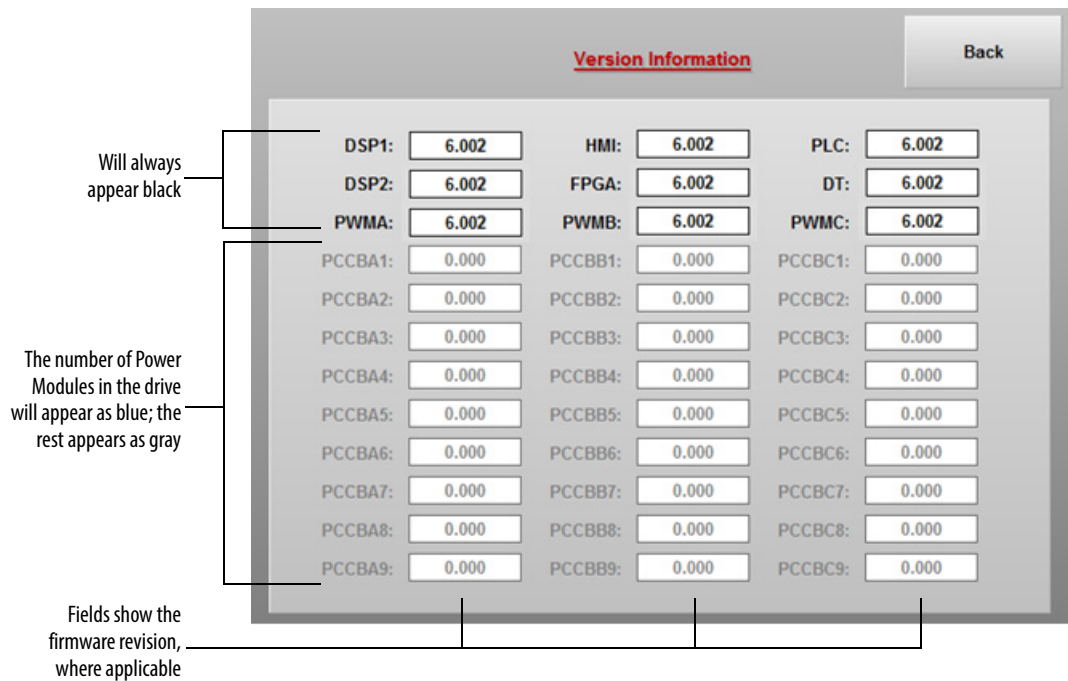 Version Information
Back
DSP1: 6.002 HMI: 6.002 PLC: 6.002
DSP2: 6.002 FPGA: 6.002 DT: 6.002
PWMA: 6.002 PWMB: 6.002 PWMC: 6.002
PCCBA1: 0.000 PCCBB1: 0.000 PCCBC1: 0.000
PCCBA2: 0.000 PCCBB2: 0.000 PCCBC2: 0.000
PCCBA3: 0.000 PCCBB3: 0.000 PCCBC3: 0.000
PCCBA4: 0.000 PCCBB4: 0.000 PCCBC4: 0.000
PCCBA5: 0.000 PCCBB5: 0.000 PCCBC5: 0.000
PCCBA6: 0.000 PCCBB6: 0.000 PCCBC6: 0.000
PCCBA7: 0.000 PCCBB7: 0.000 PCCBC7: 0.000
PCCBA8: 0.000 PCCBB8: 0.000 PCCBC8: 0.000
PCCBA9: 0.000 PCCBB9: 0.000 PCCBC9: 0.000
Will always
appear black
The number of Power
Modules in the drive
will appear as blue; the
rest appears as gray
Fields show the
firmware revision,
where applicable